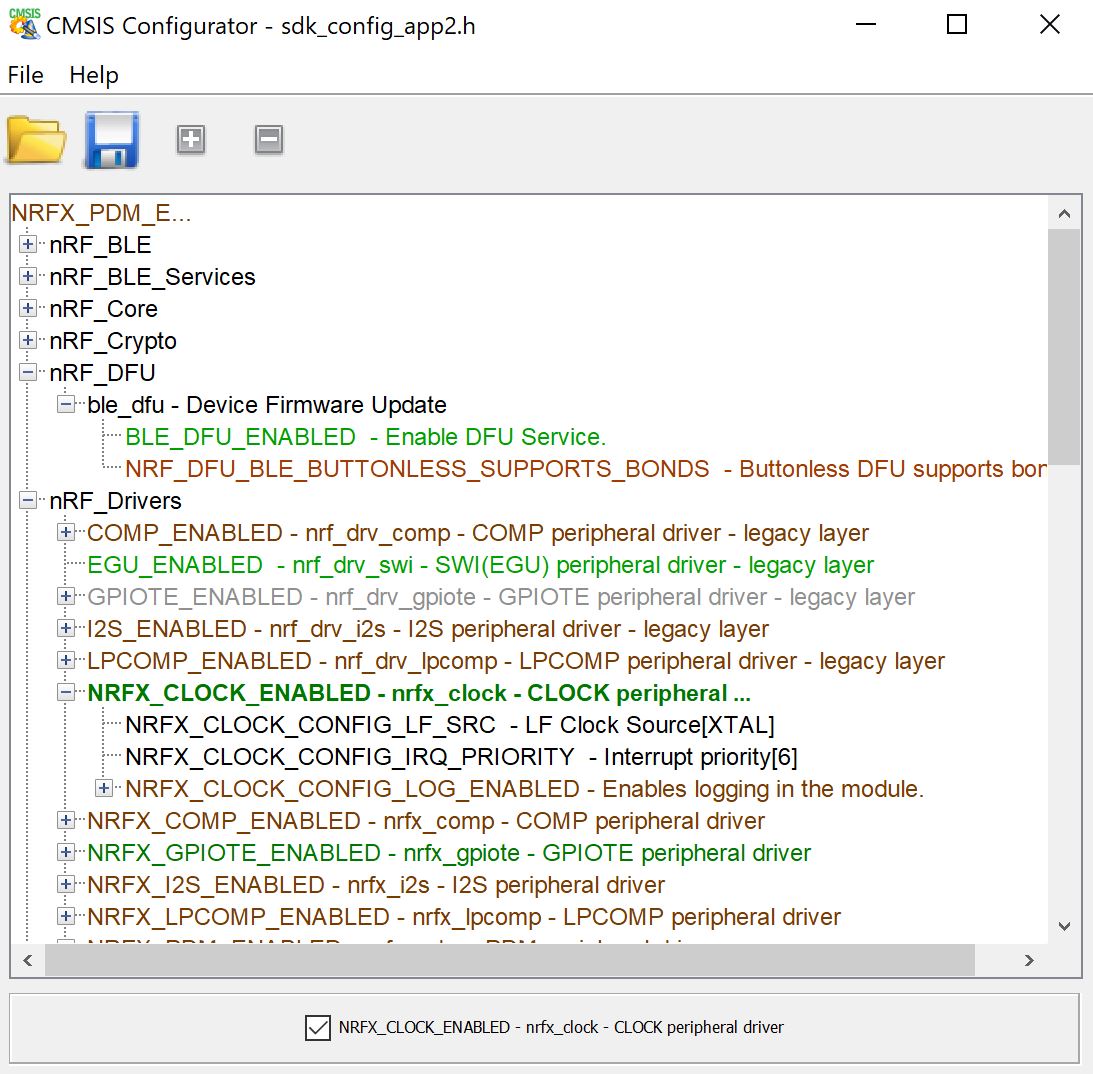 CMSIS
CMSIS Configurator - sdk_config_app2.h
File Help
NRFX_PDM_E...
nRF_BLE
nRF_BLE_Services
nRF_Core
nRF_Crypto
nRF_DFU
ble_dfu - Device Firmware Update
BLE_DFU_ENABLED - Enable DFU Service.
NRF_DFU_BLE_BUTTONLESS_SUPPORTS_BONDS - Buttonless DFU supports bon
nRF_Drivers
COMP_ENABLED - nrf_drv_comp - COMP peripheral driver - legacy layer
EGU_ENABLED - nrf_drv_swi - SWI(EGU) peripheral driver - legacy layer
GPIOTE_ENABLED - nrf_drv_gpiote - GPIOTE peripheral driver - legacy layer
I2S_ENABLED - nrf_drv_i2s - I2S peripheral driver - legacy layer
LPCOMP_ENABLED - nrf_drv_lpcomp - LPCOMP peripheral driver - legacy layer
NRFX_CLOCK_ENABLED - nrfx_clock - CLOCK peripheral ...
NRFX_CLOCK_CONFIG_LF_SRC - LF Clock Source[XTAL]
NRFX_CLOCK_CONFIG_IRQ_PRIORITY - Interrupt priority[6]
NRFX_CLOCK_CONFIG_LOG_ENABLED - Enables logging in the module.
NRFX_COMP_ENABLED - nrfx_comp - COMP peripheral driver
NRFX_GPIOTE_ENABLED - nrfx_gpiote - GPIOTE peripheral driver
NRFX_I2S_ENABLED - nrfx_i2s - I2S peripheral driver
NRFX_LPCOMP_ENABLED - nrfx_lpcomp - LPCOMP peripheral driver
NRFX_CLOCK_ENABLED - nrfx_clock - CLOCK peripheral driver